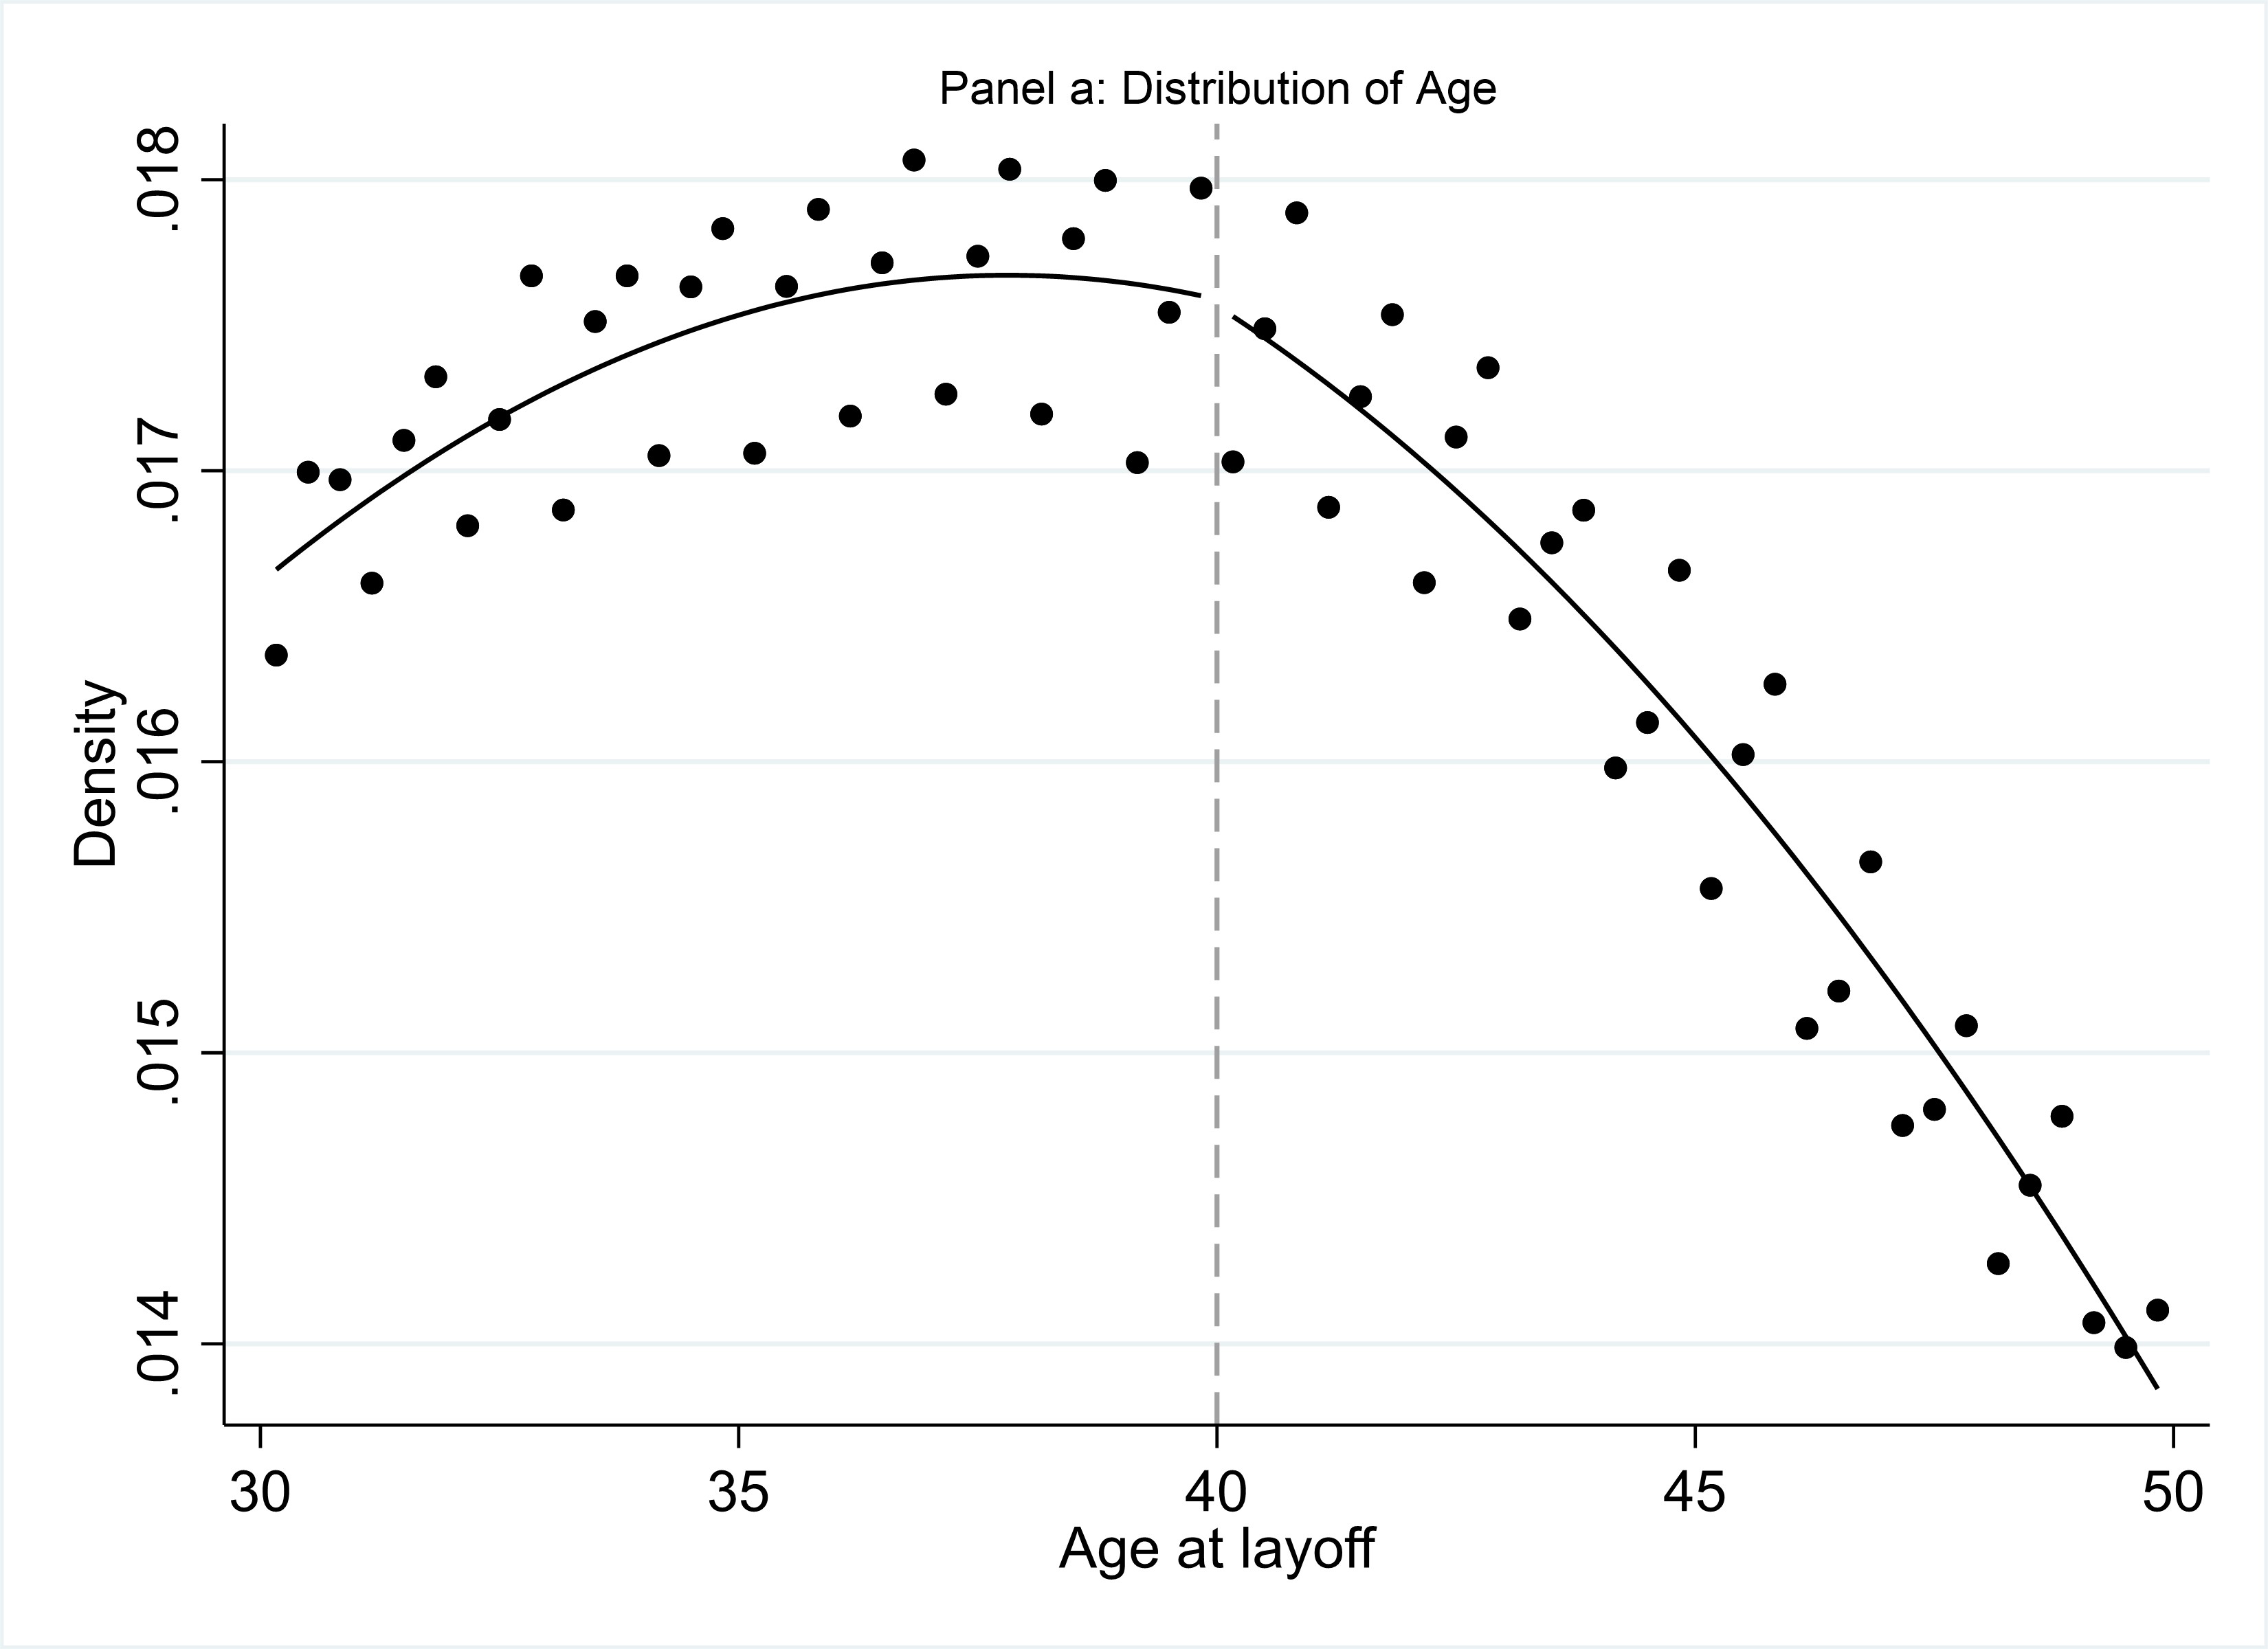 Panel a: Distribution of Age
Density
.018
.017
.016
.015
.014
30 35 40 45 50
Age at layoff